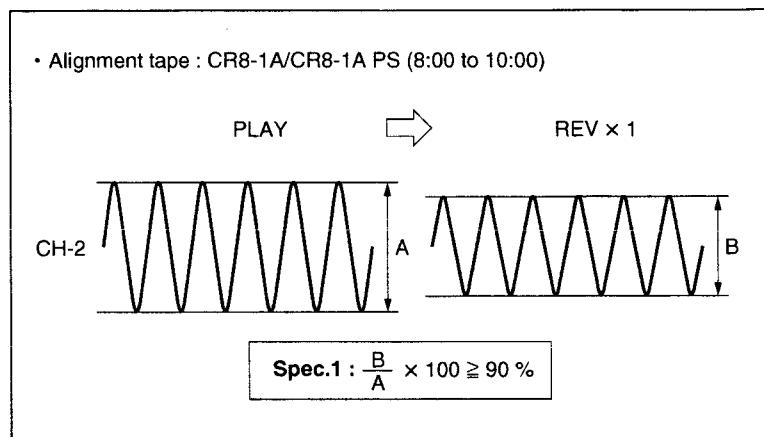 • Alignment tape : CR8-1A/CR8-1A PS (8:00 to 10:00)
PLAY
REV × 1
CH-2
A
B
Spec.1 : B/A × 100 ≧ 90 %